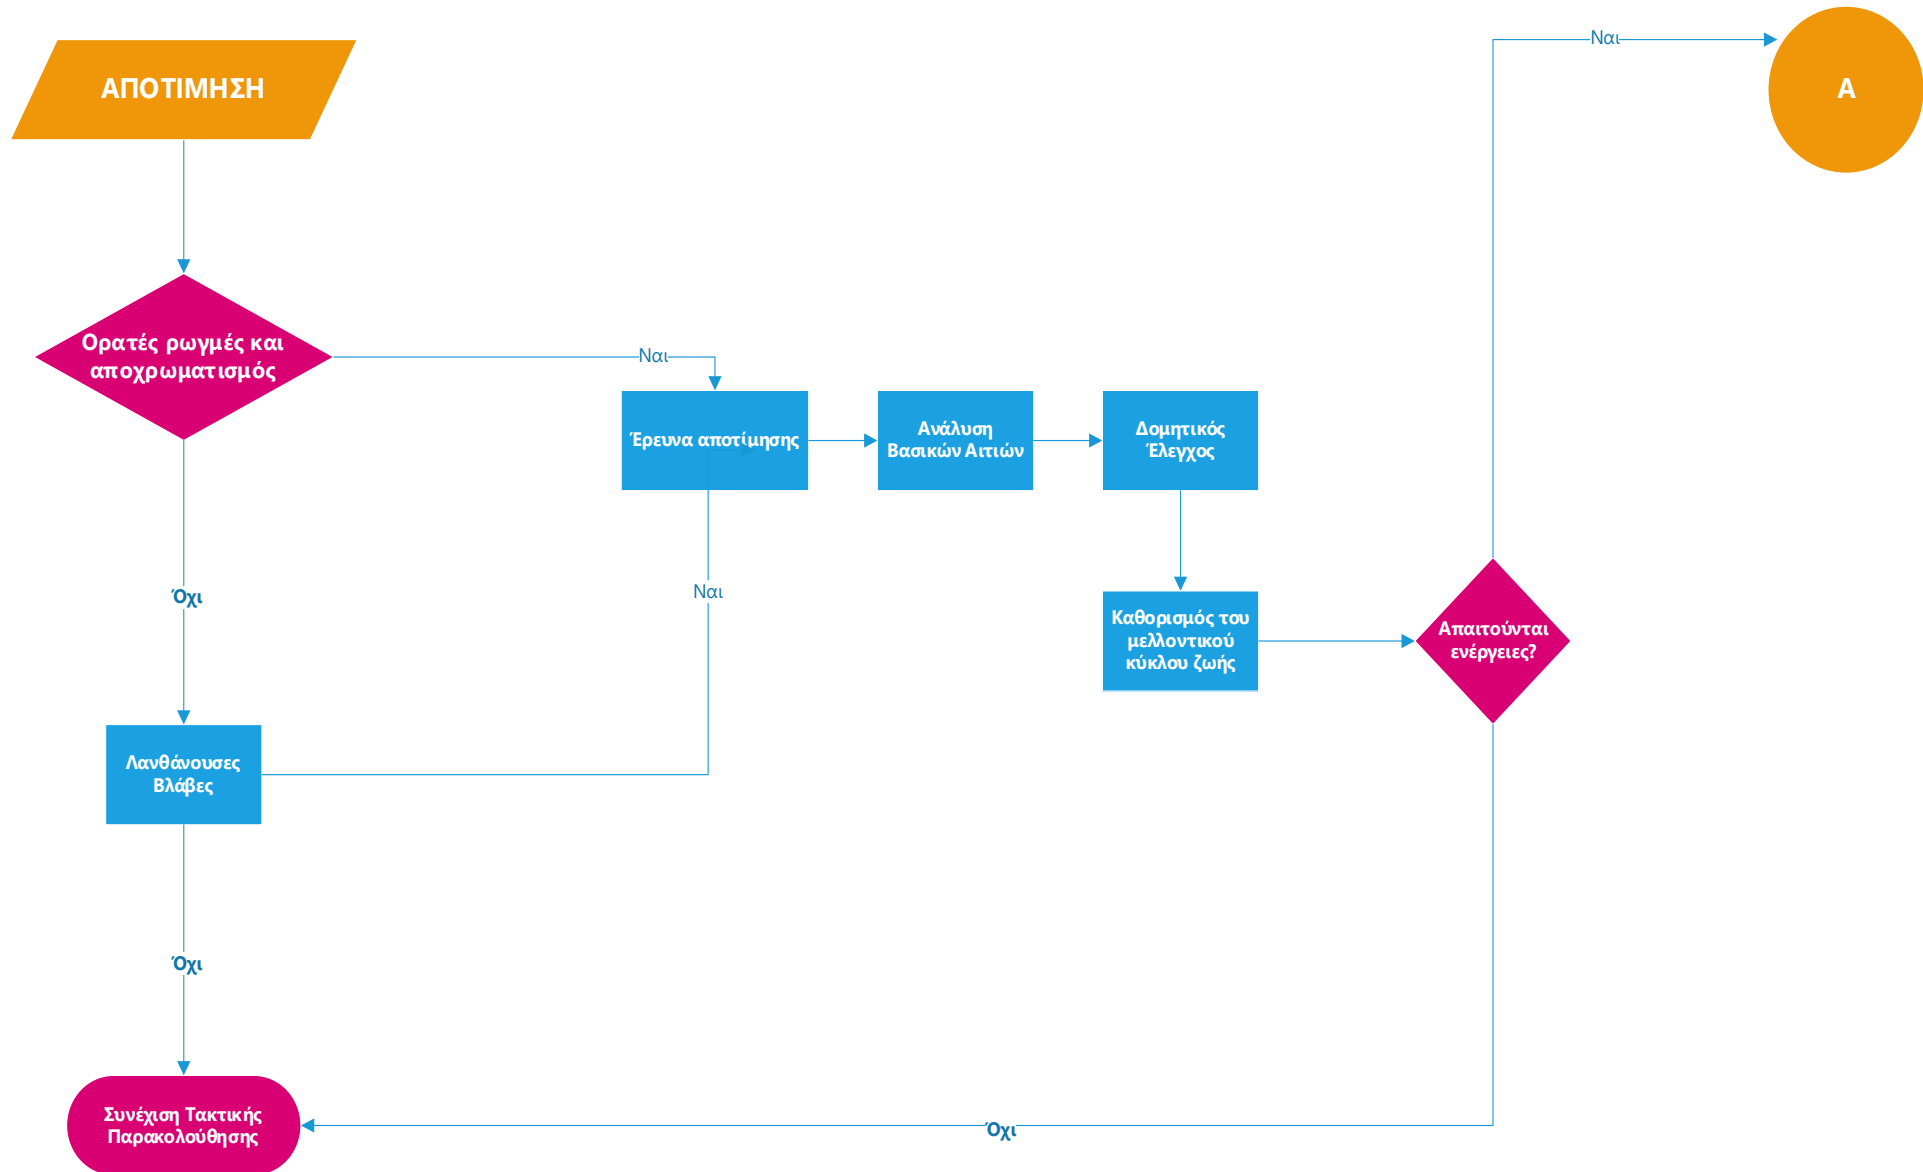 ΑΠΟΤΙΜΗΣΗ
Ναι
Α
Ορατές ρωγμές και
αποχρωματισμός
Ναι
Έρευνα αποτίμησης
Ανάλυση
Βασικών Αιτιών
Δομητικός
Έλεγχος
Όχι
Ναι
Καθορισμός του
μελλοντικού
κύκλου ζωής
Απαιτούνται
ενέργειες?
Λανθάνουσες
Βλάβες
Όχι
Συνέχιση Τακτικής
Παρακολούθησης
Όχι